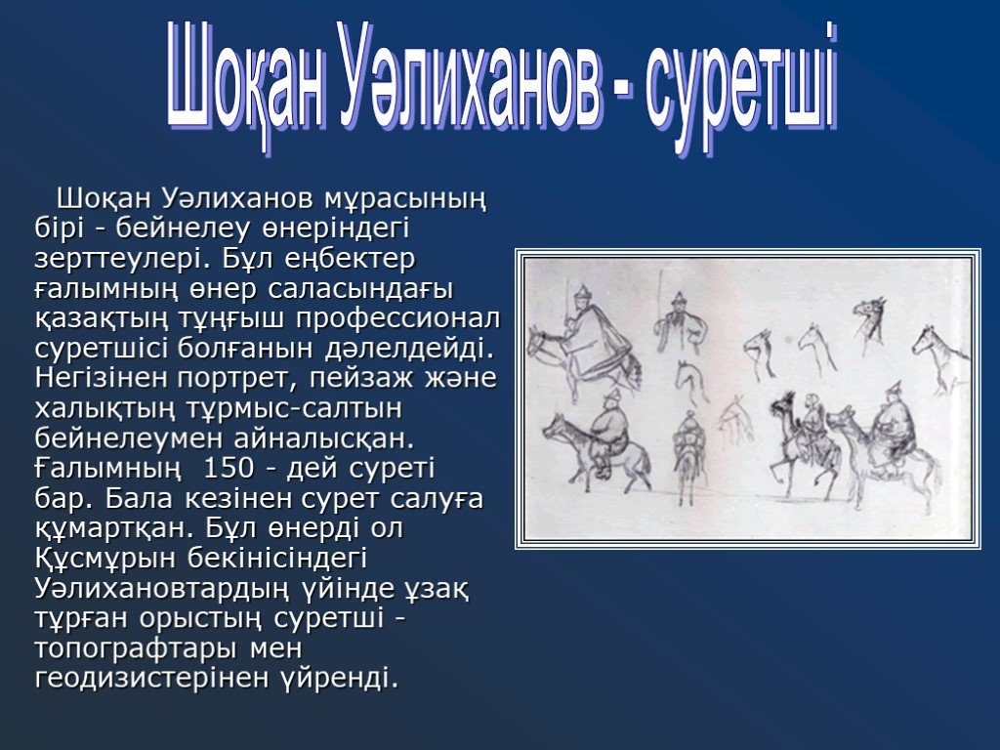 Шоқан Уәлиханов - суретші
Шоқан Уәлиханов мұрасының
бірі - бейнелеу өнеріндегі
зерттеулері. Бұл еңбектер
ғалымның өнер саласындағы
қазақтың тұңғыш профессионал
суретшісі болғанын дәлелдейді.
Негізінен портрет, пейзаж және
халықтың тұрмыс-салтын
бейнелеумен айналысқан.
Ғалымның 150 - дей суреті
бар. Бала кезінен сурет салуға
құмартқан. Бұл өнерді ол
Құсмұрын бекінісіндегі
Уәлихановтардың үйінде ұзақ
тұрған орыстың суретші -
топографтары мен
геодизистерінен үйренді.